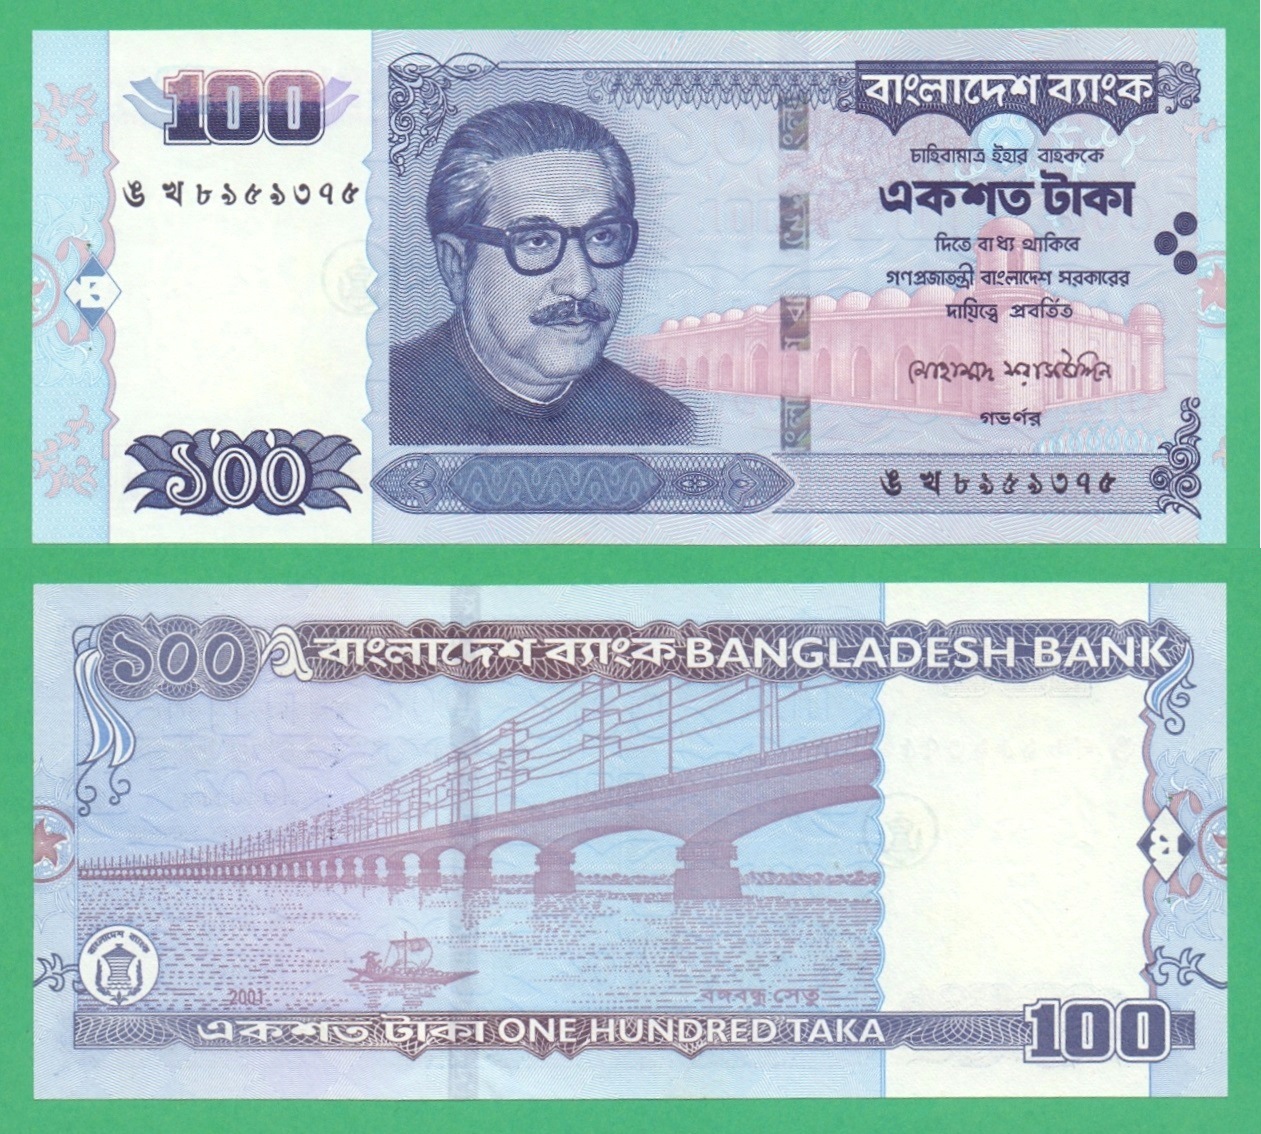 100
বাংলাদেশ ব্যাংক
চাহিবামাত্র ইহার বাহককে
একশত টাকা
ঙ খ ৮৯৫৯৩৭৫
দিতে বাধ্য থাকিবে
গণপ্রজাতন্ত্রী বাংলাদেশ সরকারের
দায়িত্বে প্রবর্তিত
গভর্ণর
১০০
ঙ খ ৮৯৫৯৩৭৫
১০০ বাংলাদেশ ব্যাংক BANGLADESH BANK
বাংলাদেশ ব্যাংক
2001
বঙ্গবন্ধু সেতু
একশত টাকা ONE HUNDRED TAKA
100